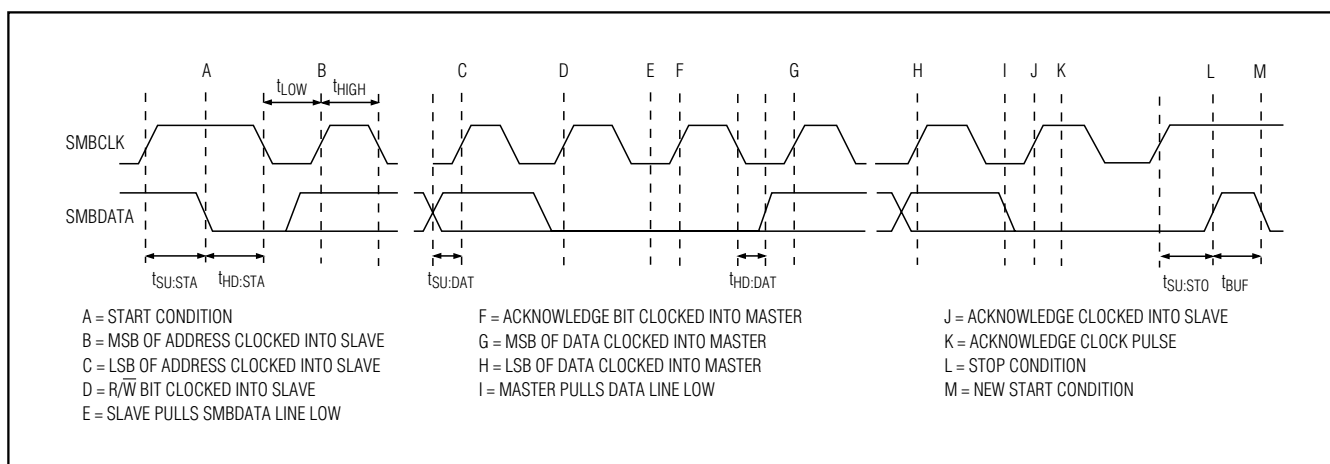 A B C D E F G H I J K L M
tLOW tHIGH
SMBCLK
SMBDATA
tSU:STA tHD:STA tSU:DAT tHD:DAT tSU:STO tBUF
A = START CONDITION
B = MSB OF ADDRESS CLOCKED INTO SLAVE
C = LSB OF ADDRESS CLOCKED INTO SLAVE
D = R/W̅ BIT CLOCKED INTO SLAVE
E = SLAVE PULLS SMBDATA LINE LOW
F = ACKNOWLEDGE BIT CLOCKED INTO MASTER
G = MSB OF DATA CLOCKED INTO MASTER
H = LSB OF DATA CLOCKED INTO MASTER
I = MASTER PULLS DATA LINE LOW
J = ACKNOWLEDGE CLOCKED INTO SLAVE
K = ACKNOWLEDGE CLOCK PULSE
L = STOP CONDITION
M = NEW START CONDITION